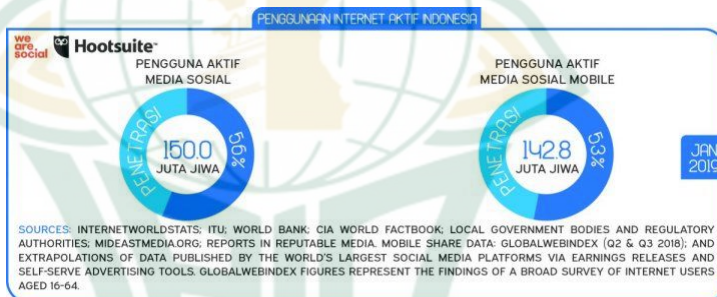 PENGGUNAAN INTERNET AKTIF INDONESIA
we
are.
social
Hootsuite™
PENGGUNA AKTIF
MEDIA SOSIAL
PENETRASI
150.0
JUTA JIWA
56%
PENGGUNA AKTIF
MEDIA SOSIAL MOBILE
PENETRASI
142.8
JUTA JIWA
53%
JAN
2019
SOURCES: INTERNETWORLDSTATS; ITU; WORLD BANK; CIA WORLD FACTBOOK; LOCAL GOVERNMENT BODIES AND REGULATORY
AUTHORITIES; MIDEASTMEDIA.ORG; REPORTS IN REPUTABLE MEDIA. MOBILE SHARE DATA: GLOBALWEBINDEX (Q2 & Q3 2018); AND
EXTRAPOLATIONS OF DATA PUBLISHED BY THE WORLD'S LARGEST SOCIAL MEDIA PLATFORMS VIA EARNINGS RELEASES AND
SELF-SERVE ADVERTISING TOOLS. GLOBALWEBINDEX FIGURES REPRESENT THE FINDINGS OF A BROAD SURVEY OF INTERNET USERS
AGED 16-64.